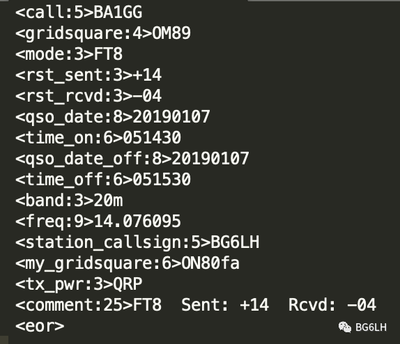 <call:5>BA1GG
<gridsquare:4>OM89
<mode:3>FT8
<rst_sent:3>+14
<rst_rcvd:3>-04
<qso_date:8>20190107
<time_on:6>051430
<qso_date_off:8>20190107
<time_off:6>051530
<band:3>20m
<freq:9>14.076095
<station_callsign:5>BG6LH
<my_gridsquare:6>ON80fa
<tx_pwr:3>QRP
<comment:25>FT8  Sent: +14  Rcvd: -04
<eor>
BG6LH